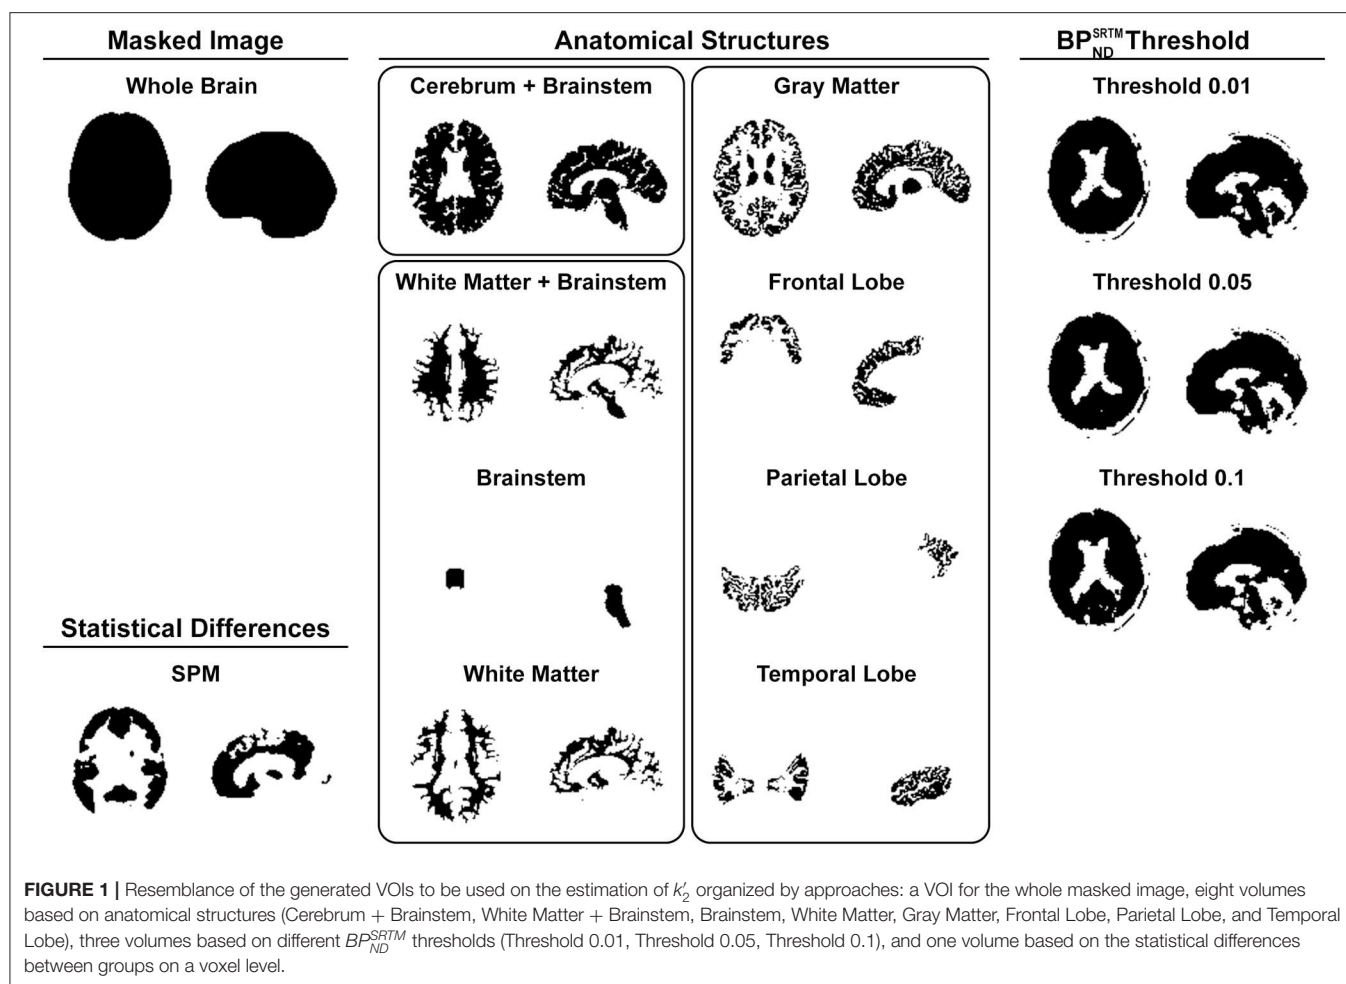 Masked Image
Whole Brain
Anatomical Structures
Cerebrum + Brainstem
Gray Matter
White Matter + Brainstem
Frontal Lobe
Brainstem
Parietal Lobe
White Matter
Temporal Lobe
BP_ND^SRTM Threshold
Threshold 0.01
Threshold 0.05
Threshold 0.1
Statistical Differences
SPM
FIGURE 1 | Resemblance of the generated VOIs to be used on the estimation of k′₂ organized by approaches: a VOI for the whole masked image, eight volumes
based on anatomical structures (Cerebrum + Brainstem, White Matter + Brainstem, Brainstem, White Matter, Gray Matter, Frontal Lobe, Parietal Lobe, and Temporal
Lobe), three volumes based on different BP_ND^SRTM thresholds (Threshold 0.01, Threshold 0.05, Threshold 0.1), and one volume based on the statistical differences
between groups on a voxel level.